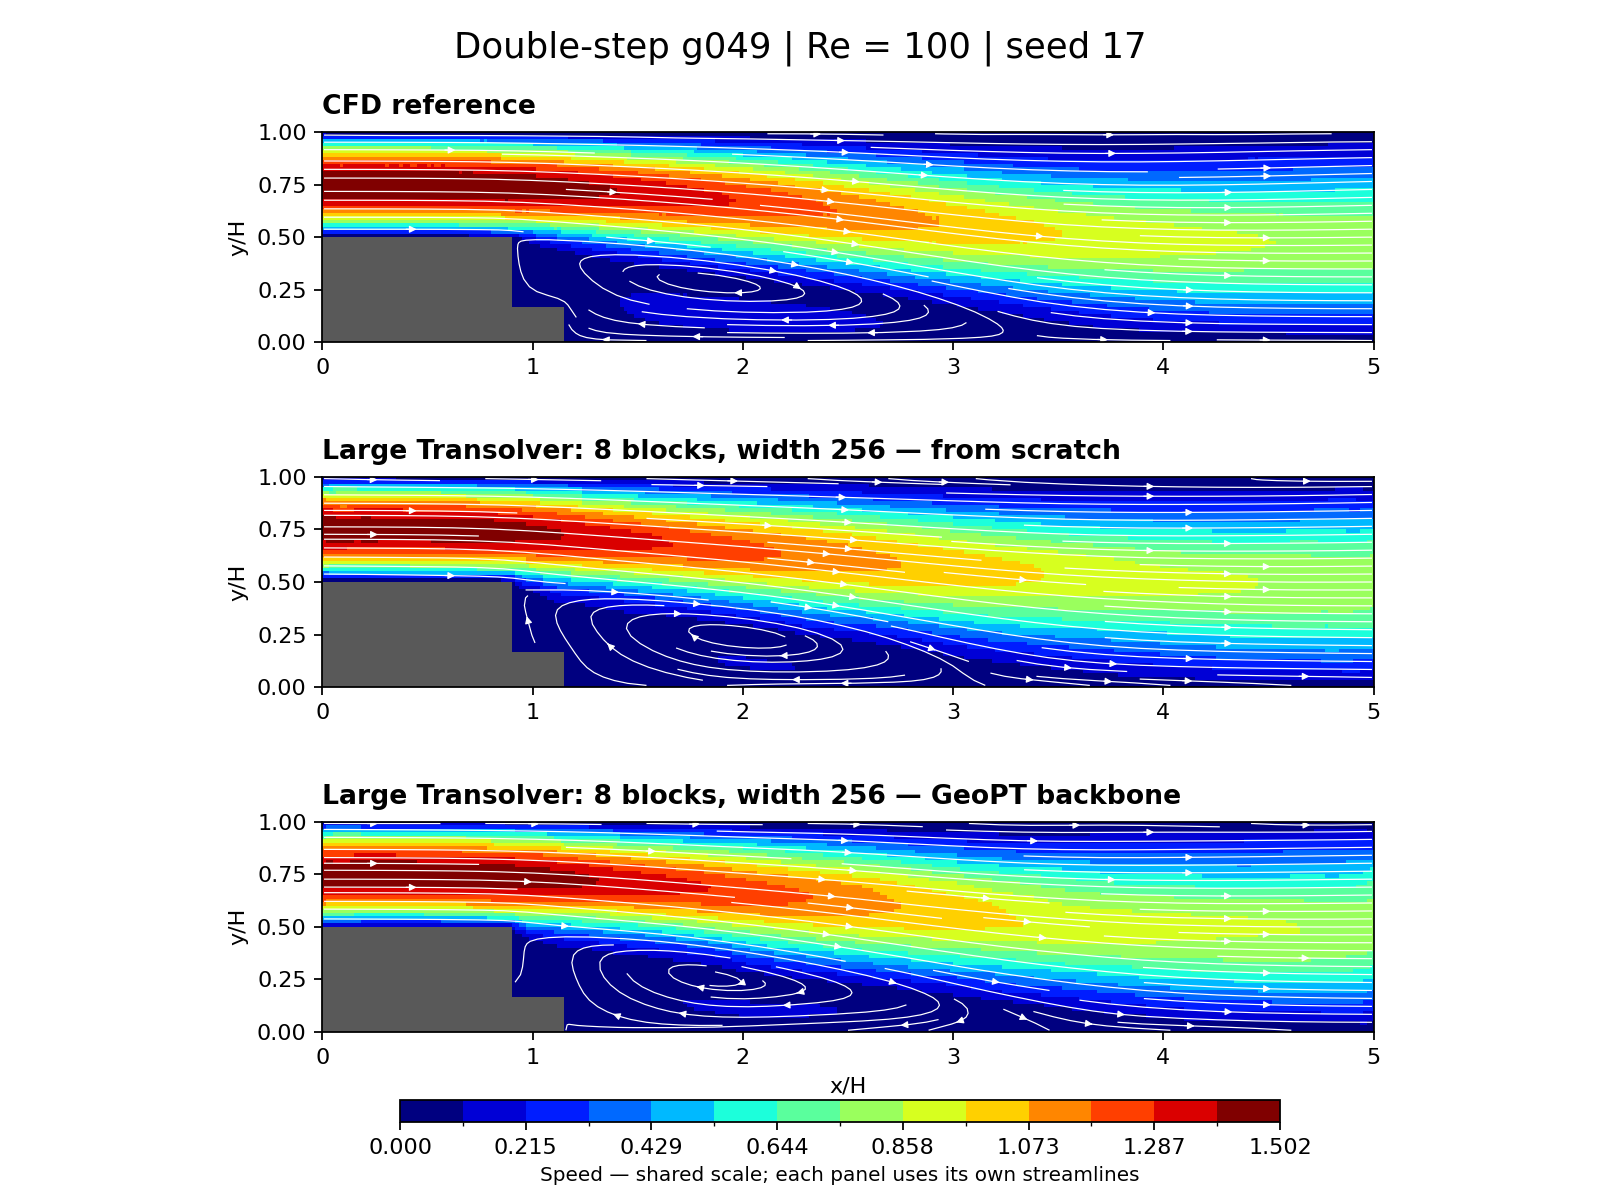 Double-step g049 | Re = 100 | seed 17
CFD reference
1.00
0.75
0.50
0.25
0.00
y/H
0 1 2 3 4 5
Large Transolver: 8 blocks, width 256 — from scratch
1.00
0.75
0.50
0.25
0.00
y/H
0 1 2 3 4 5
Large Transolver: 8 blocks, width 256 — GeoPT backbone
1.00
0.75
0.50
0.25
0.00
y/H
0 1 2 3 4 5
x/H
0.000 0.215 0.429 0.644 0.858 1.073 1.287 1.502
Speed — shared scale; each panel uses its own streamlines